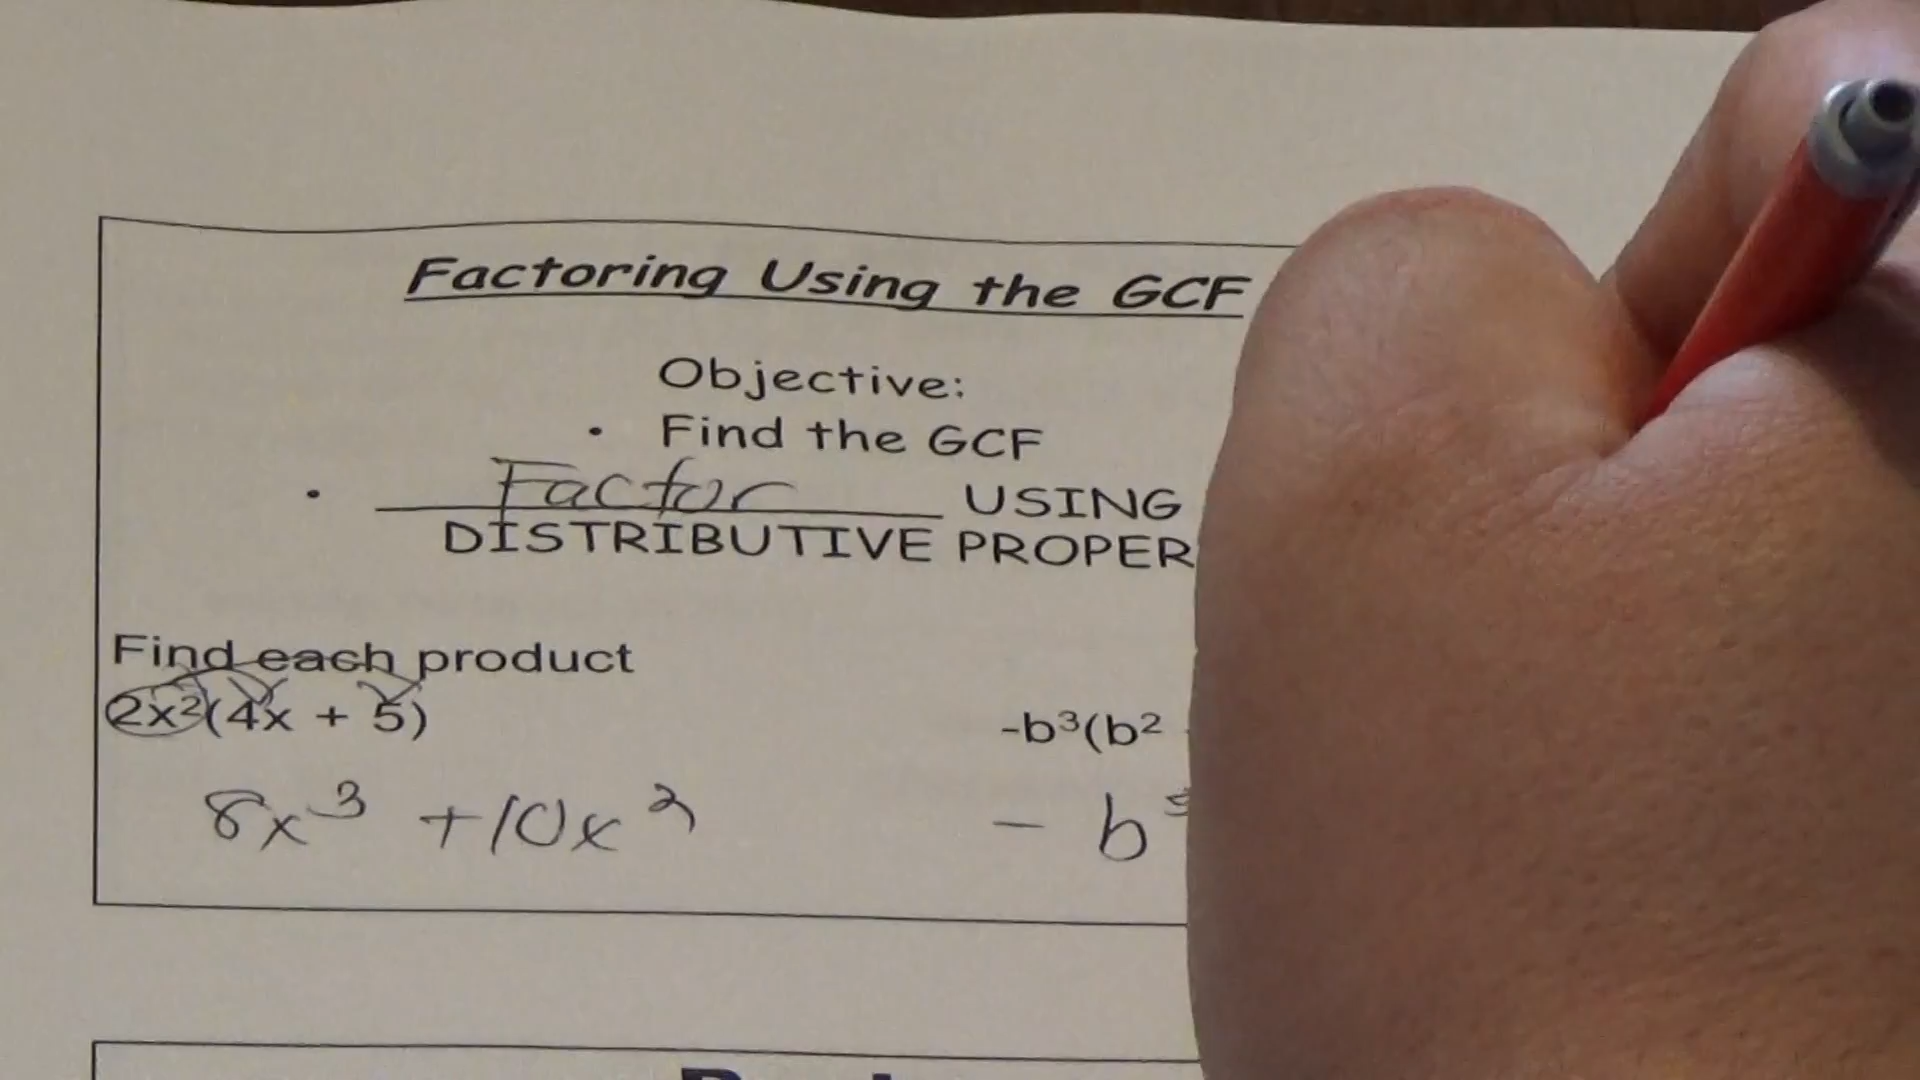 Factoring Using the GCF
Objective:
• Find the GCF
• Factor USING
DISTRIBUTIVE PROPER
Find each product
2x²(4x + 5)
-b³(b²
8x³ + 10x²
- b⁵